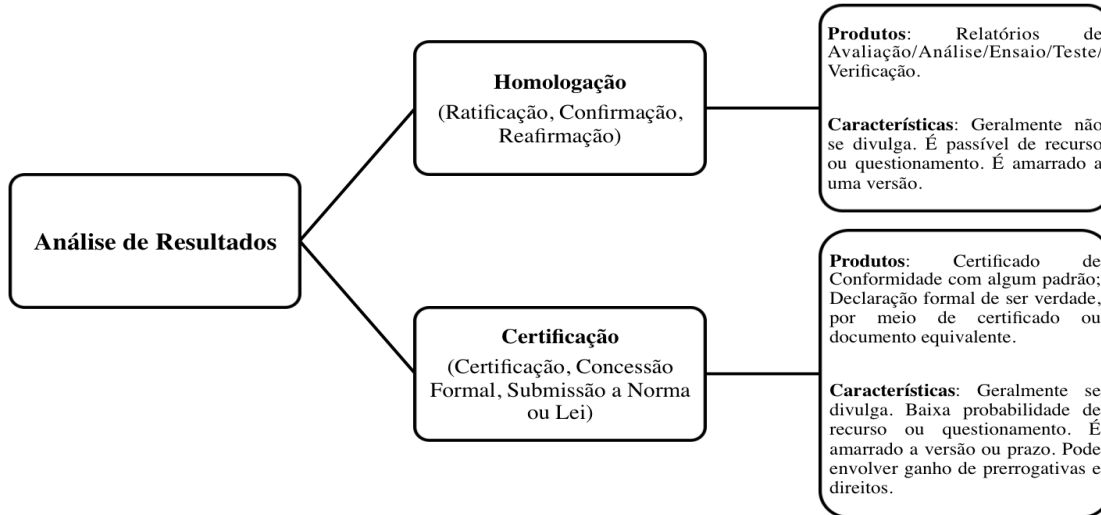 Análise de Resultados
Homologação
(Ratificação, Confirmação,
Reafirmação)
Produtos: Relatórios de
Avaliação/Análise/Ensaio/Teste/
Verificação.
Características: Geralmente não
se divulga. É passível de recurso
ou questionamento. É amarrado a
uma versão.
Certificação
(Certificação, Concessão
Formal, Submissão a Norma
ou Lei)
Produtos: Certificado de
Conformidade com algum padrão;
Declaração formal de ser verdade,
por meio de certificado ou
documento equivalente.
Características: Geralmente se
divulga. Baixa probabilidade de
recurso ou questionamento. É
amarrado a versão ou prazo. Pode
envolver ganho de prerrogativas e
direitos.